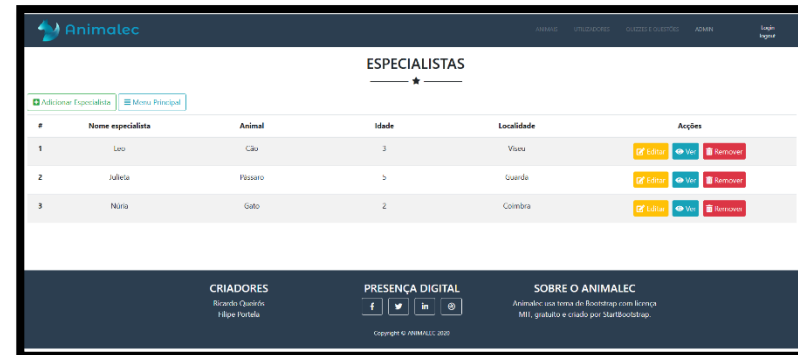 Animalec
ANIMAIS UTILIZADORES QUIZZES E QUESTÕES ADMIN Login
logout
ESPECIALISTAS
Adicionar Especialista Menu Principal
# Nome especialista Animal Idade Localidade Acções
1 Leo Cão 3 Viseu Editar Ver Remover
2 Julieta Pássaro 5 Guarda Editar Ver Remover
3 Núria Gato 2 Coimbra Editar Ver Remover
CRIADORES PRESENÇA DIGITAL SOBRE O ANIMALEC
Ricardo Queirós Animalec usa tema de Bootstrap com licença
Filipe Portela MIT, gratuito e criado por StartBootstrap.
Copyright © ANIMALEC 2020